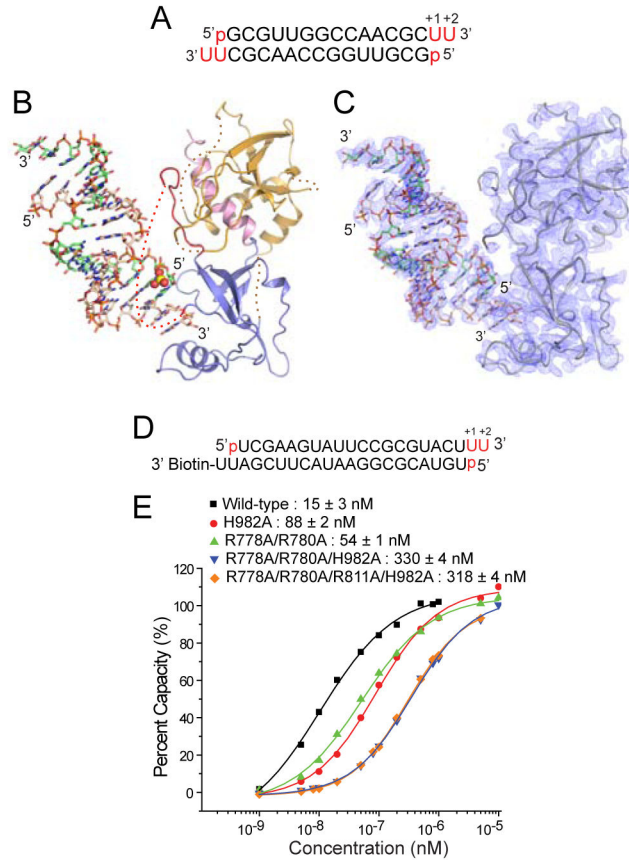 A
+1 +2
5' pGCGUUGGCCAACGCUU 3'
3' UUCGCAACCGGUUGCGp 5'
B
C
3'
5'
5'
3'
3'
5'
5'
3'
D
+1 +2
5' pUCGAAGUAUUCCGCGUACUUU 3'
3' Biotin-UUAGCUUCAUAAGGCGCAUGUp 5'
E
Wild-type : 15 ± 3 nM
H982A : 88 ± 2 nM
R778A/R780A : 54 ± 1 nM
R778A/R780A/H982A : 330 ± 4 nM
R778A/R780A/R811A/H982A : 318 ± 4 nM
120
100
80
60
40
20
0
Percent Capacity (%)
10⁻⁹ 10⁻⁸ 10⁻⁷ 10⁻⁶ 10⁻⁵
Concentration (nM)